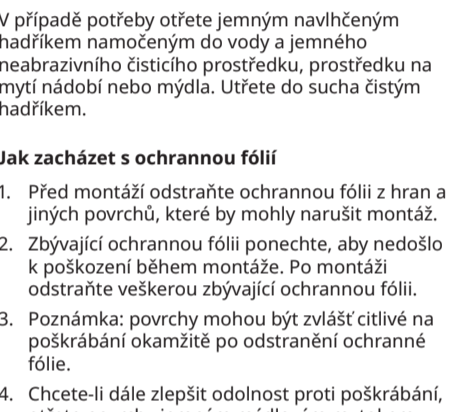 V případě potřeby otřete jemným navlhčeným
hadříkem namočeným do vody a jemného
neabrazivního čisticího prostředku, prostředku na
mytí nádobí nebo mýdla. Utřete do sucha čistým
hadříkem.
Jak zacházet s ochrannou fólií
1. Před montáží odstraňte ochrannou fólii z hran a
jiných povrchů, které by mohly narušit montáž.
2. Zbývající ochrannou fólii ponechte, aby nedošlo
k poškození během montáže. Po montáži
odstraňte veškerou zbývající ochrannou fólii.
3. Poznámka: povrchy mohou být zvlášť citlivé na
poškrábání okamžitě po odstranění ochranné
fólie.
4. Chcete-li dále zlepšit odolnost proti poškrábání,